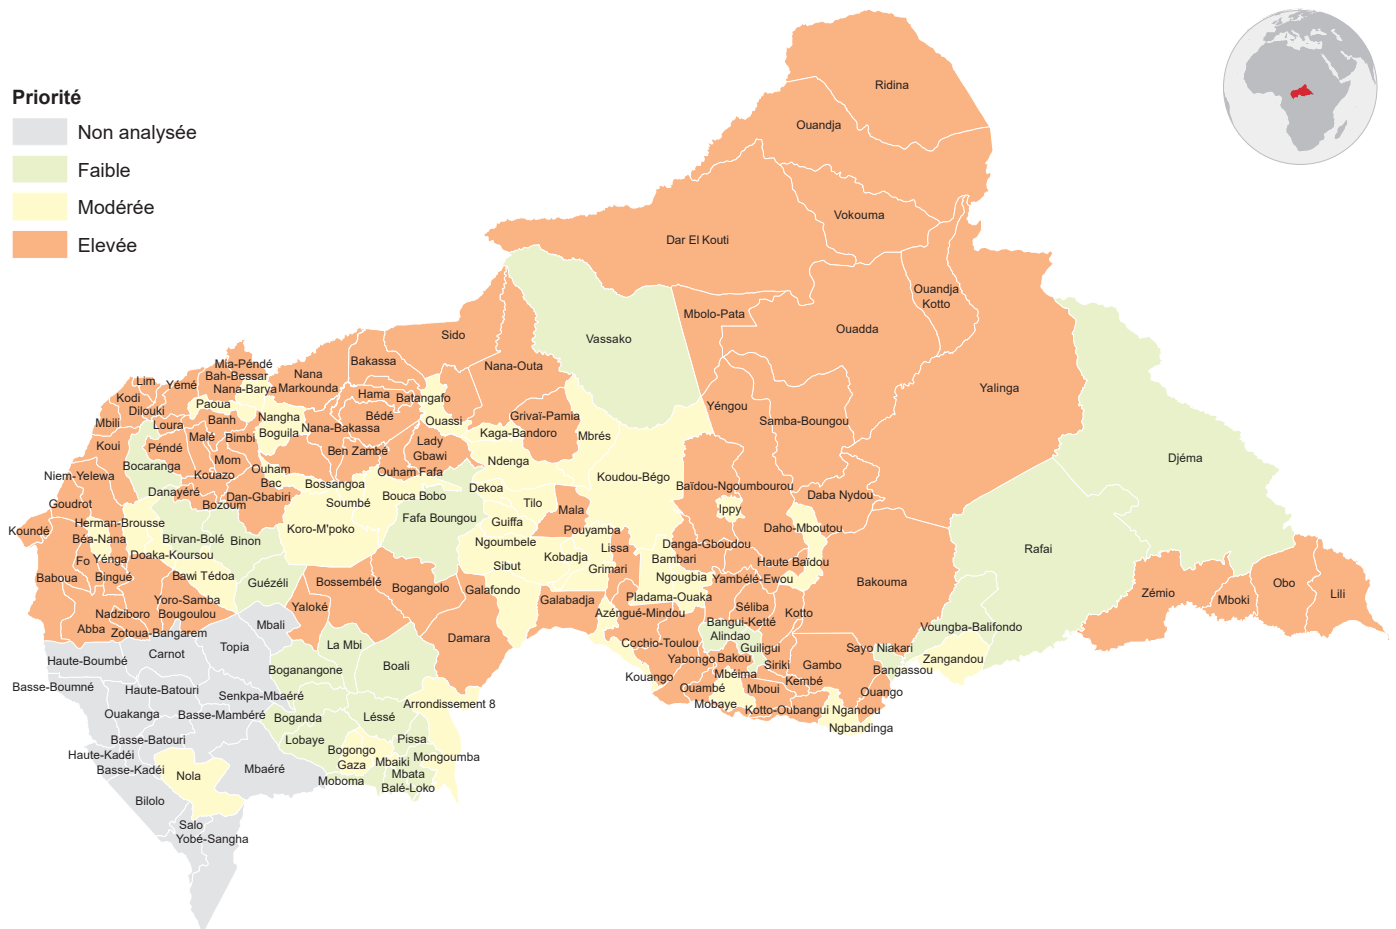 Priorité
Non analysée
Faible
Modérée
Elevée
Ridina
Ouandja
Vokouma
Dar El Kouti
Ouandja
Kotto
Mbolo-Pata
Ouadda
Vassako
Sido
Yalinga
Nana-Outa
Bakassa
Mia-Péndé
Bah-Bessar
Nana-Barya
Nana
Markounda
Lim
Yémé
Kodi
Dilouki
Paoua
Hama
Batangafo
Bédé
Ouassi
Grivaï-Pamia
Yéngou
Samba-Boungou
Mbili
Loura
Banh
Nangha
Boguila
Nana-Bakassa
Kaga-Bandoro
Mbrés
Koui
Péndé
Malé
Bimbi
Ben Zambé
Lady
Gbawi
Ndenga
Djéma
Bocaranga
Mom
Kouazo
Ouham
Bac
Ouham Fafa
Koudou-Bégo
Niem-Yelewa
Danayéré
Bozoum
Dan-Gbabiri
Bossangoa
Soumbé
Bouca Bobo
Dekoa
Baïdou-Ngoumbourou
Daba Nydou
Goudrot
Tilo
Mala
Ippy
Koundé
Herman-Brousse
Béa-Nana
Birvan-Bolé
Binon
Koro-M'poko
Fafa Boungou
Guiffa
Pouyamba
Daho-Mboutou
Ngoumbele
Kobadja
Lissa
Grimari
Danga-Gboudou
Bambari
Haute Baïdou
Rafai
Fo
Yénga
Doaka-Koursou
Bingué
Bawi Tédoa
Guézéli
Bossembélé
Bogangolo
Sibut
Galafondo
Ngougbia
Yambélé-Ewou
Bakouma
Baboua
Yoro-Samba
Bougoulou
Yaloké
Galabadja
Pladama-Ouaka
Azéngué-Mindou
Séliba
Kotto
Zémio
Mboki
Obo
Lili
Nadziboro
Abba
Zotoua-Bangarem
Mbali
La Mbi
Damara
Bangui-Ketté
Alindao
Guiligui
Voungba-Balifondo
Sayo Niakari
Zangandou
Haute-Boumbé
Carnot
Topia
Boganangone
Boali
Cochio-Toulou
Yabongo
Bakou
Siriki
Gambo
Bangassou
Basse-Boumné
Haute-Batouri
Senkpa-Mbaéré
Kouango
Ouambé
Mbéima
Mboui
Kembé
Ouango
Ouakanga
Basse-Mambéré
Boganda
Léssé
Arrondissement 8
Mobaye
Kotto-Oubangui
Ngandou
Ngbandinga
Basse-Batouri
Lobaye
Pissa
Haute-Kadéi
Basse-Kadéi
Nola
Mbaéré
Bogongo
Gaza
Mbaiki
Mongoumba
Moboma
Mbata
Balé-Loko
Bilolo
Salo
Yobé-Sangha